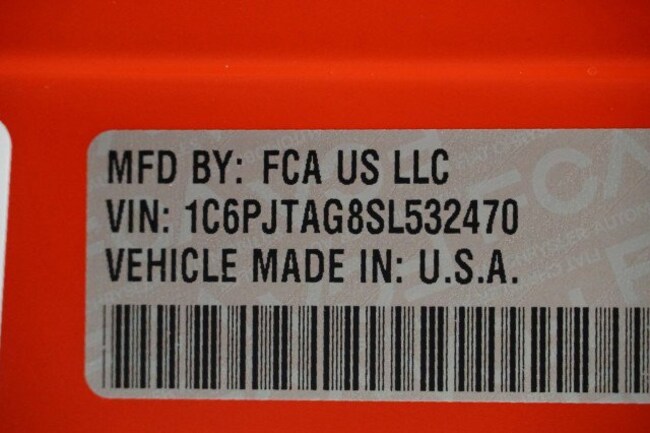 MFD BY: FCA US LLC
VIN: 1C6PJTAG8SL532470
VEHICLE MADE IN: U.S.A.